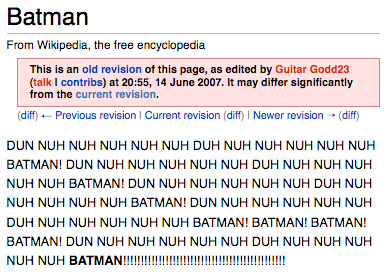 Batman
From Wikipedia, the free encyclopedia
This is an old revision of this page, as edited by Guitar Godd23
(talk | contribs) at 20:55, 14 June 2007. It may differ significantly
from the current revision.
(diff) ← Previous revision | Current revision (diff) | Newer revision → (diff)
DUN NUH NUH NUH NUH NUH DUH NUH NUH NUH NUH NUH
BATMAN! DUN NUH NUH NUH NUH NUH DUH NUH NUH NUH
NUH NUH BATMAN! DUN NUH NUH NUH NUH NUH DUH NUH
NUH NUH NUH NUH BATMAN! DUN NUH NUH NUH NUH NUH
DUH NUH NUH NUH NUH NUH BATMAN! BATMAN! BATMAN!
BATMAN! DUN NUH NUH NUH NUH NUH DUH NUH NUH NUH
NUH NUH BATMAN!!!!!!!!!!!!!!!!!!!!!!!!!!!!!!!!!!!!!!!!!!!!!!!